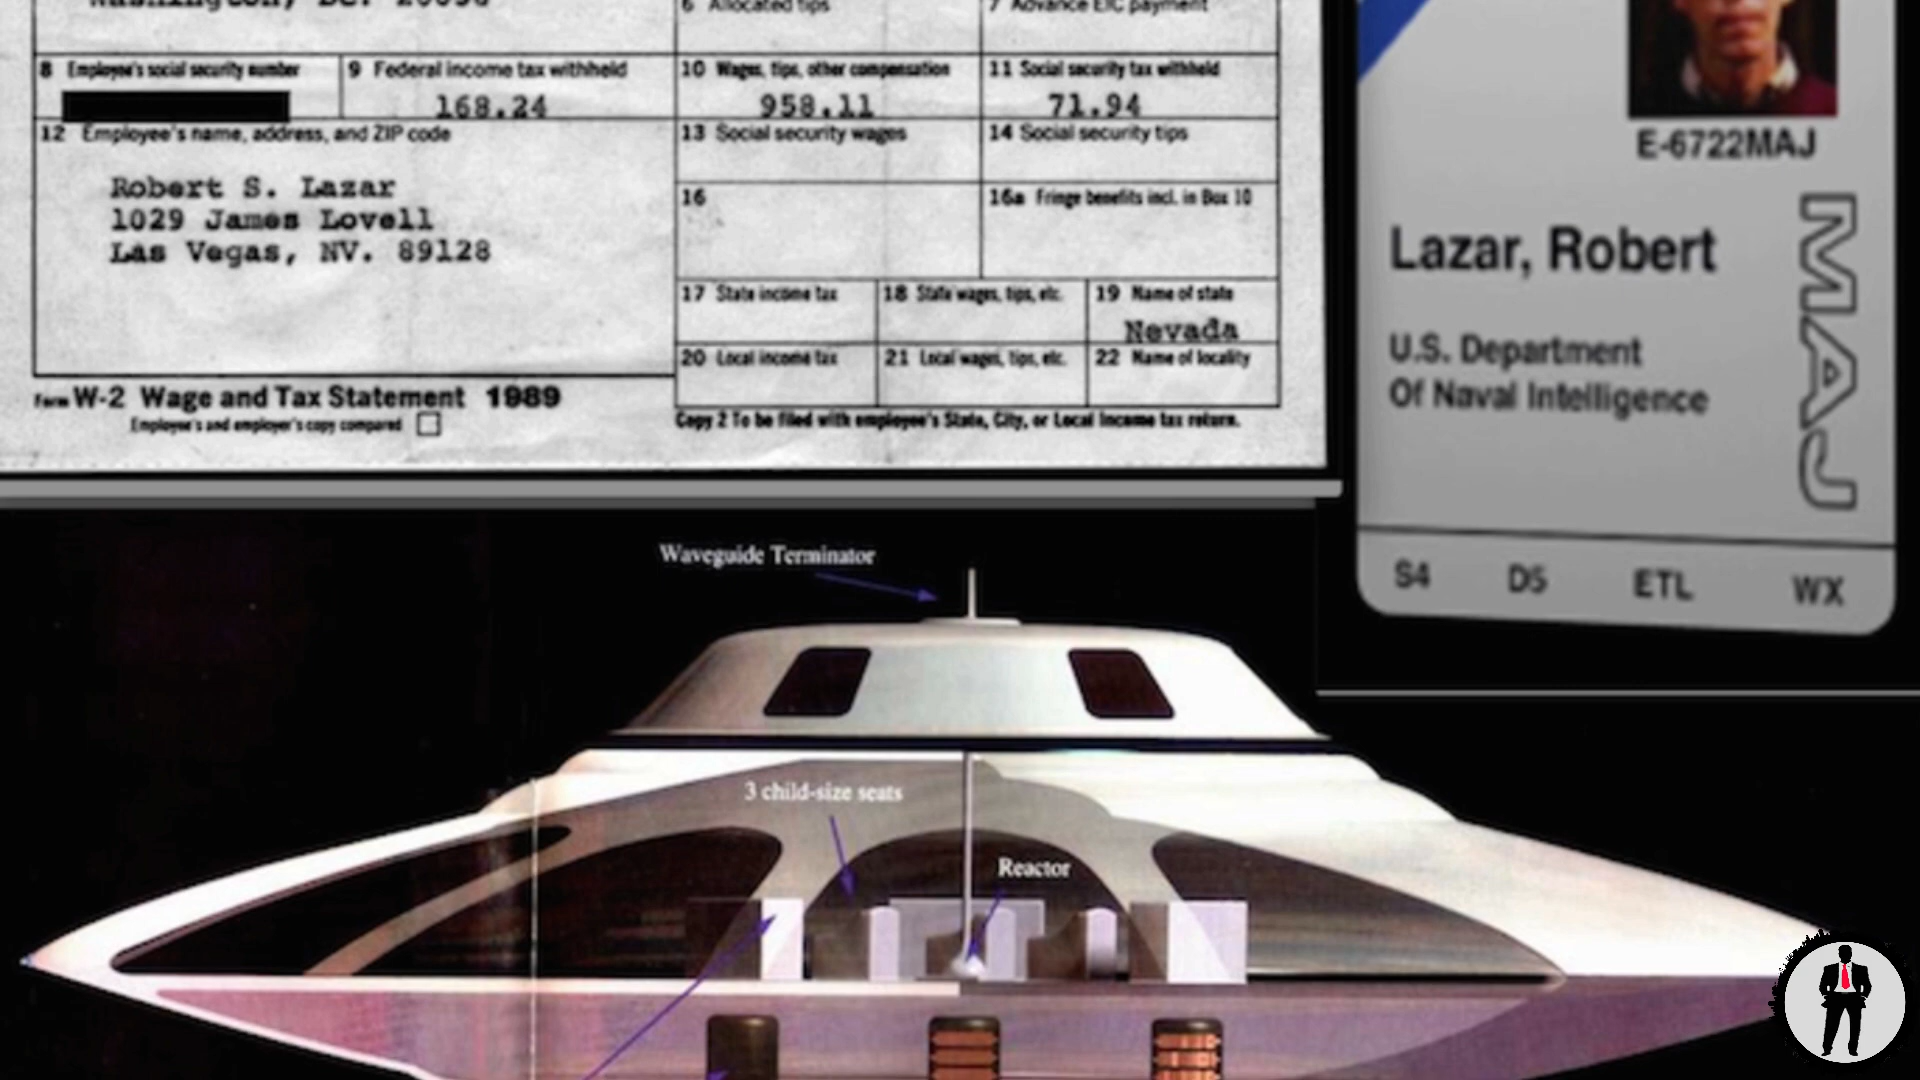 Washington, DC. 20038
6 Allocated tips
7 Advance EIC payment
8 Employee's social security number
9 Federal income tax withheld
168.24
10 Wages, tips, other compensation
958.11
11 Social security tax withheld
71.94
12 Employee's name, address, and ZIP code
Robert S. Lazar
1029 James Lovell
Las Vegas, NV. 89128
13 Social security wages
14 Social security tips
16
16a Fringe benefits incl. in Box 10
17 State income tax
18 State wages, tips, etc.
19 Name of state
Nevada
20 Local income tax
21 Local wages, tips, etc.
22 Name of locality
Form W-2 Wage and Tax Statement 1989
Employee's and employer's copy compared
Copy 2 To be filed with employee's State, City, or Local Income tax return.
E-6722MAJ
Lazar, Robert
U.S. Department
Of Naval Intelligence
MAJ
S4 D5 ETL WX
Waveguide Terminator
3 child-size seats
Reactor